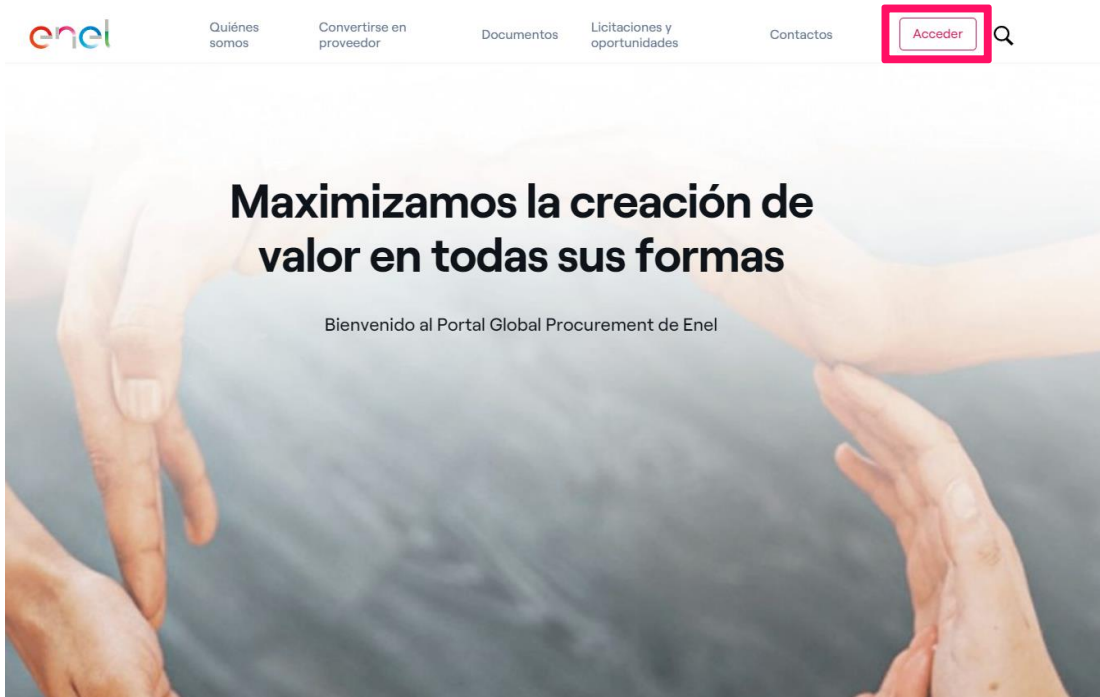 enel
Quiénes
somos
Convertirse en
proveedor
Documentos
Licitaciones y
oportunidades
Contactos
Acceder
Maximizamos la creación de
valor en todas sus formas
Bienvenido al Portal Global Procurement de Enel